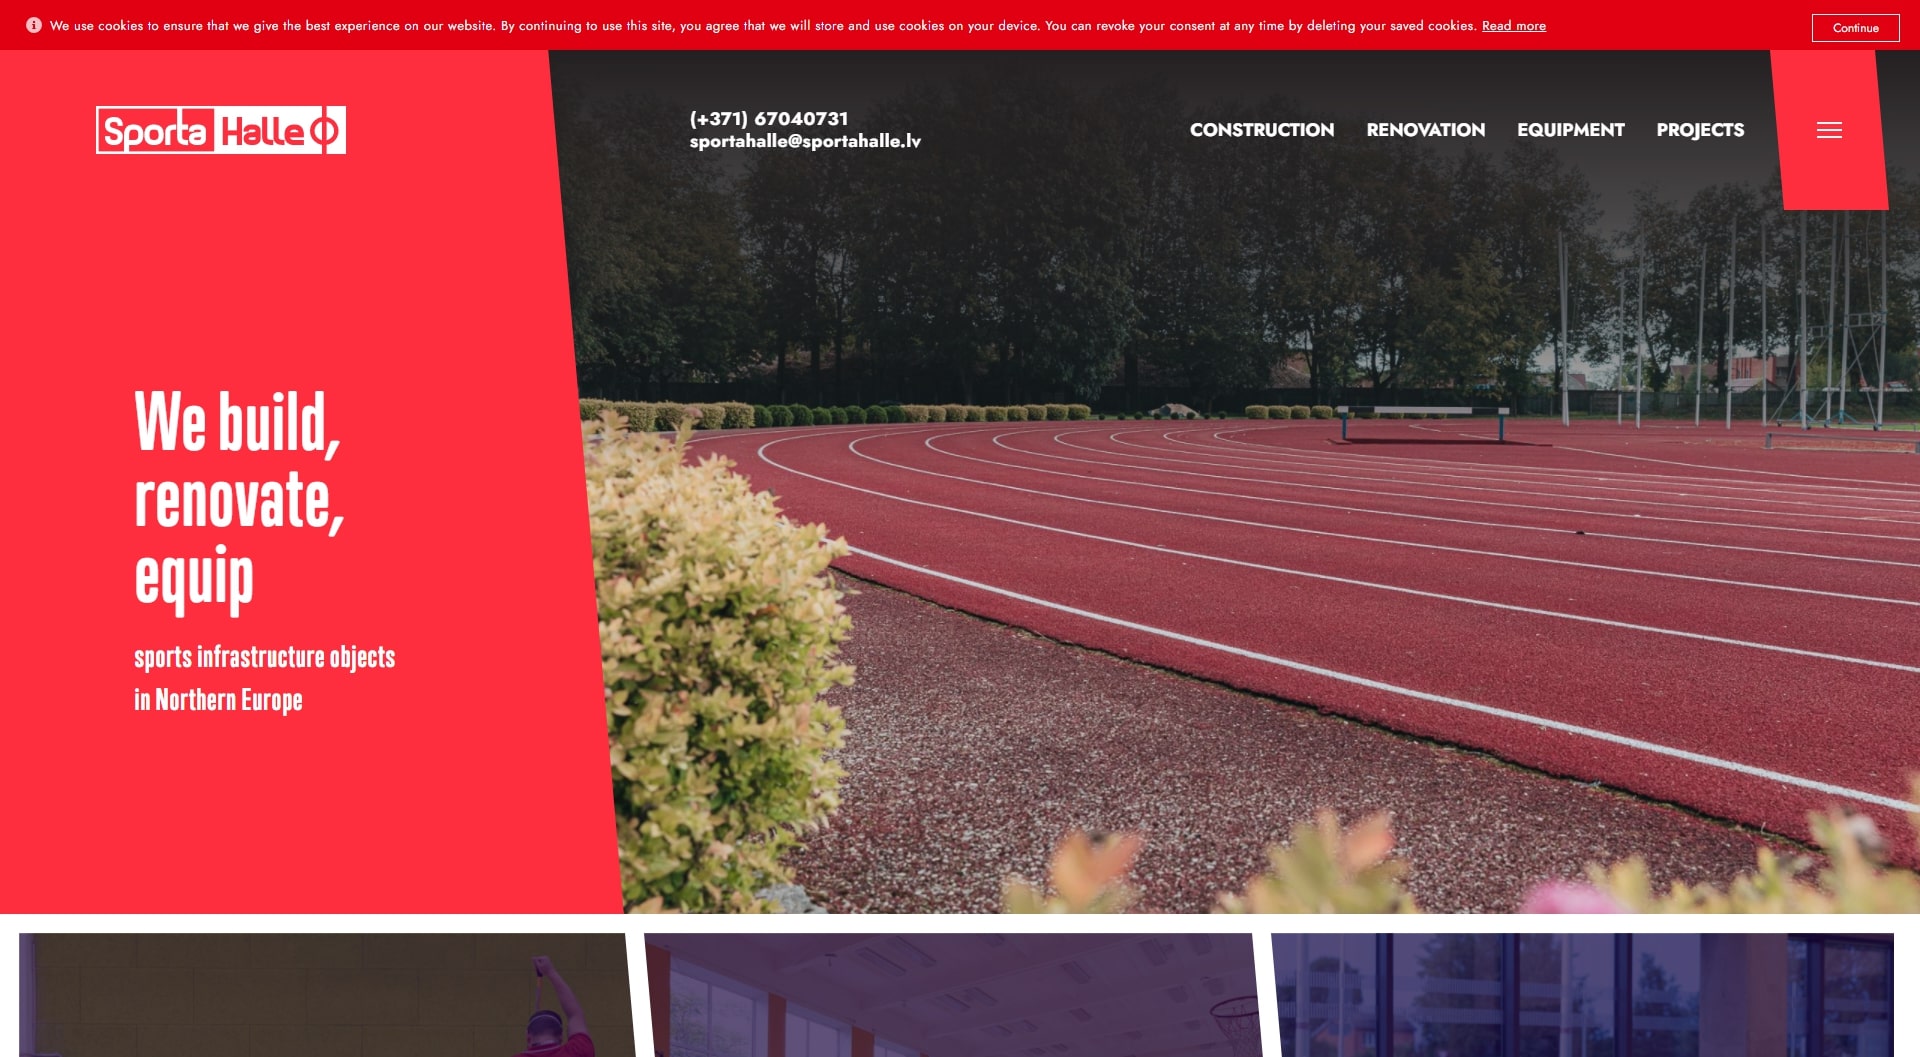 We use cookies to ensure that we give the best experience on our website. By continuing to use this site, you agree that we will store and use cookies on your device. You can revoke your consent at any time by deleting your saved cookies. Read more
Continue
Sporta Halle
(+371) 67040731
sportahalle@sportahalle.lv
CONSTRUCTION RENOVATION EQUIPMENT PROJECTS
We build,
renovate,
equip
sports infrastructure objects
in Northern Europe